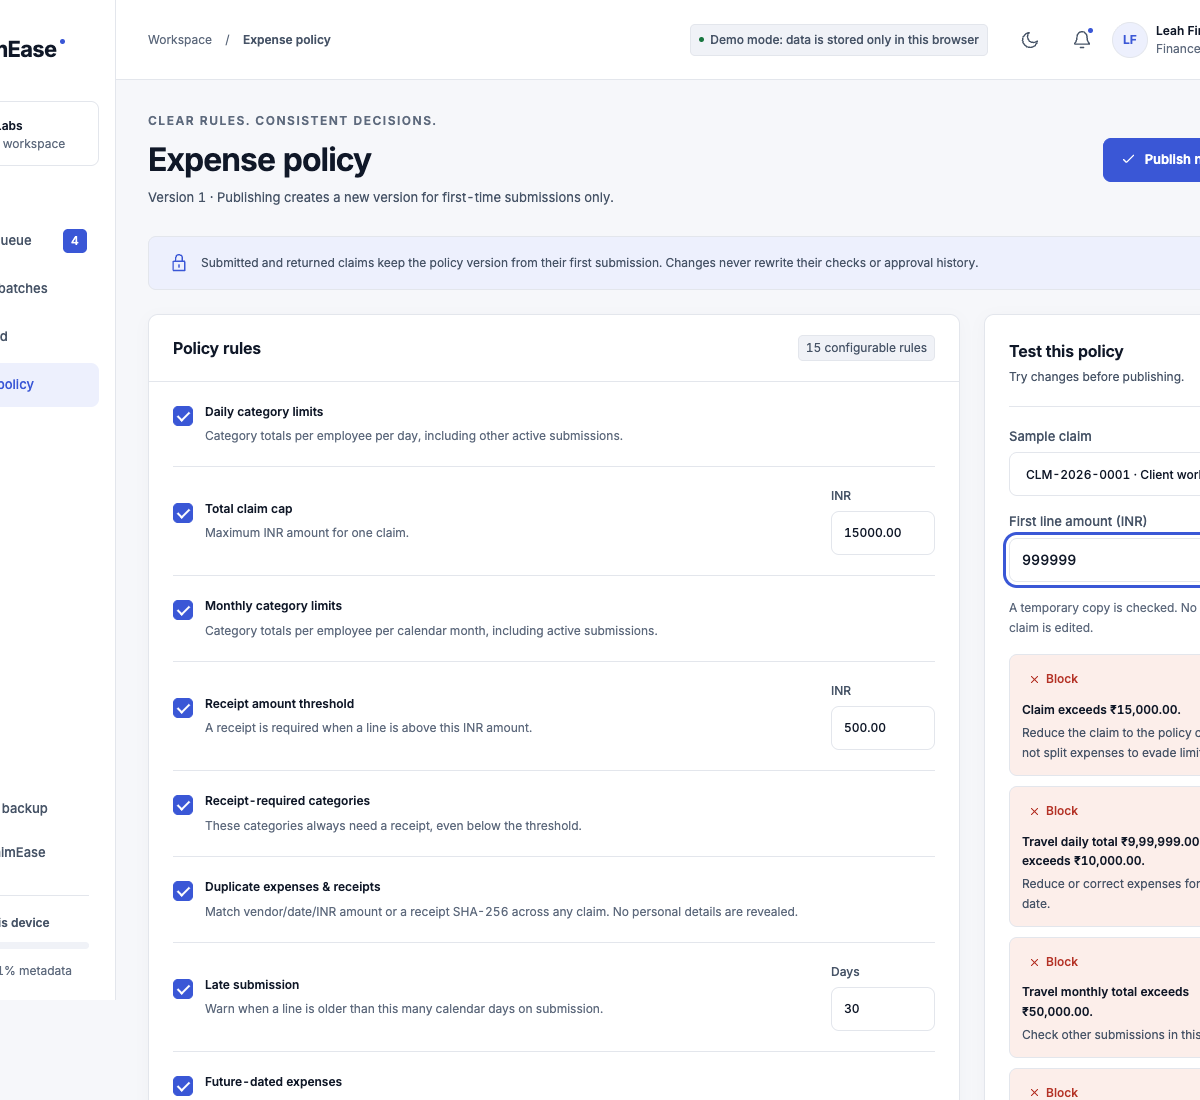 Workspace / Expense policy
Demo mode: data is stored only in this browser
LF
Leah
Finance
workspace
4
policy
backup
device
1% metadata
CLEAR RULES. CONSISTENT DECISIONS.
Expense policy
Version 1 · Publishing creates a new version for first-time submissions only.
Publish
Submitted and returned claims keep the policy version from their first submission. Changes never rewrite their checks or approval history.
Policy rules
15 configurable rules
Daily category limits
Category totals per employee per day, including other active submissions.
Total claim cap
Maximum INR amount for one claim.
INR
15000.00
Monthly category limits
Category totals per employee per calendar month, including active submissions.
Receipt amount threshold
A receipt is required when a line is above this INR amount.
INR
500.00
Receipt-required categories
These categories always need a receipt, even below the threshold.
Duplicate expenses & receipts
Match vendor/date/INR amount or a receipt SHA-256 across any claim. No personal details are revealed.
Late submission
Warn when a line is older than this many calendar days on submission.
Days
30
Future-dated expenses
Test this policy
Try changes before publishing.
Sample claim
CLM-2026-0001 · Client
First line amount (INR)
999999
A temporary copy is checked. No
claim is edited.
Block
Claim exceeds ₹15,000.00.
Reduce the claim to the policy
not split expenses to evade
Block
Travel daily total ₹9,99,999.00
exceeds ₹10,000.00.
Reduce or correct expenses for
date.
Block
Travel monthly total exceeds
₹50,000.00.
Check other submissions in this
Block